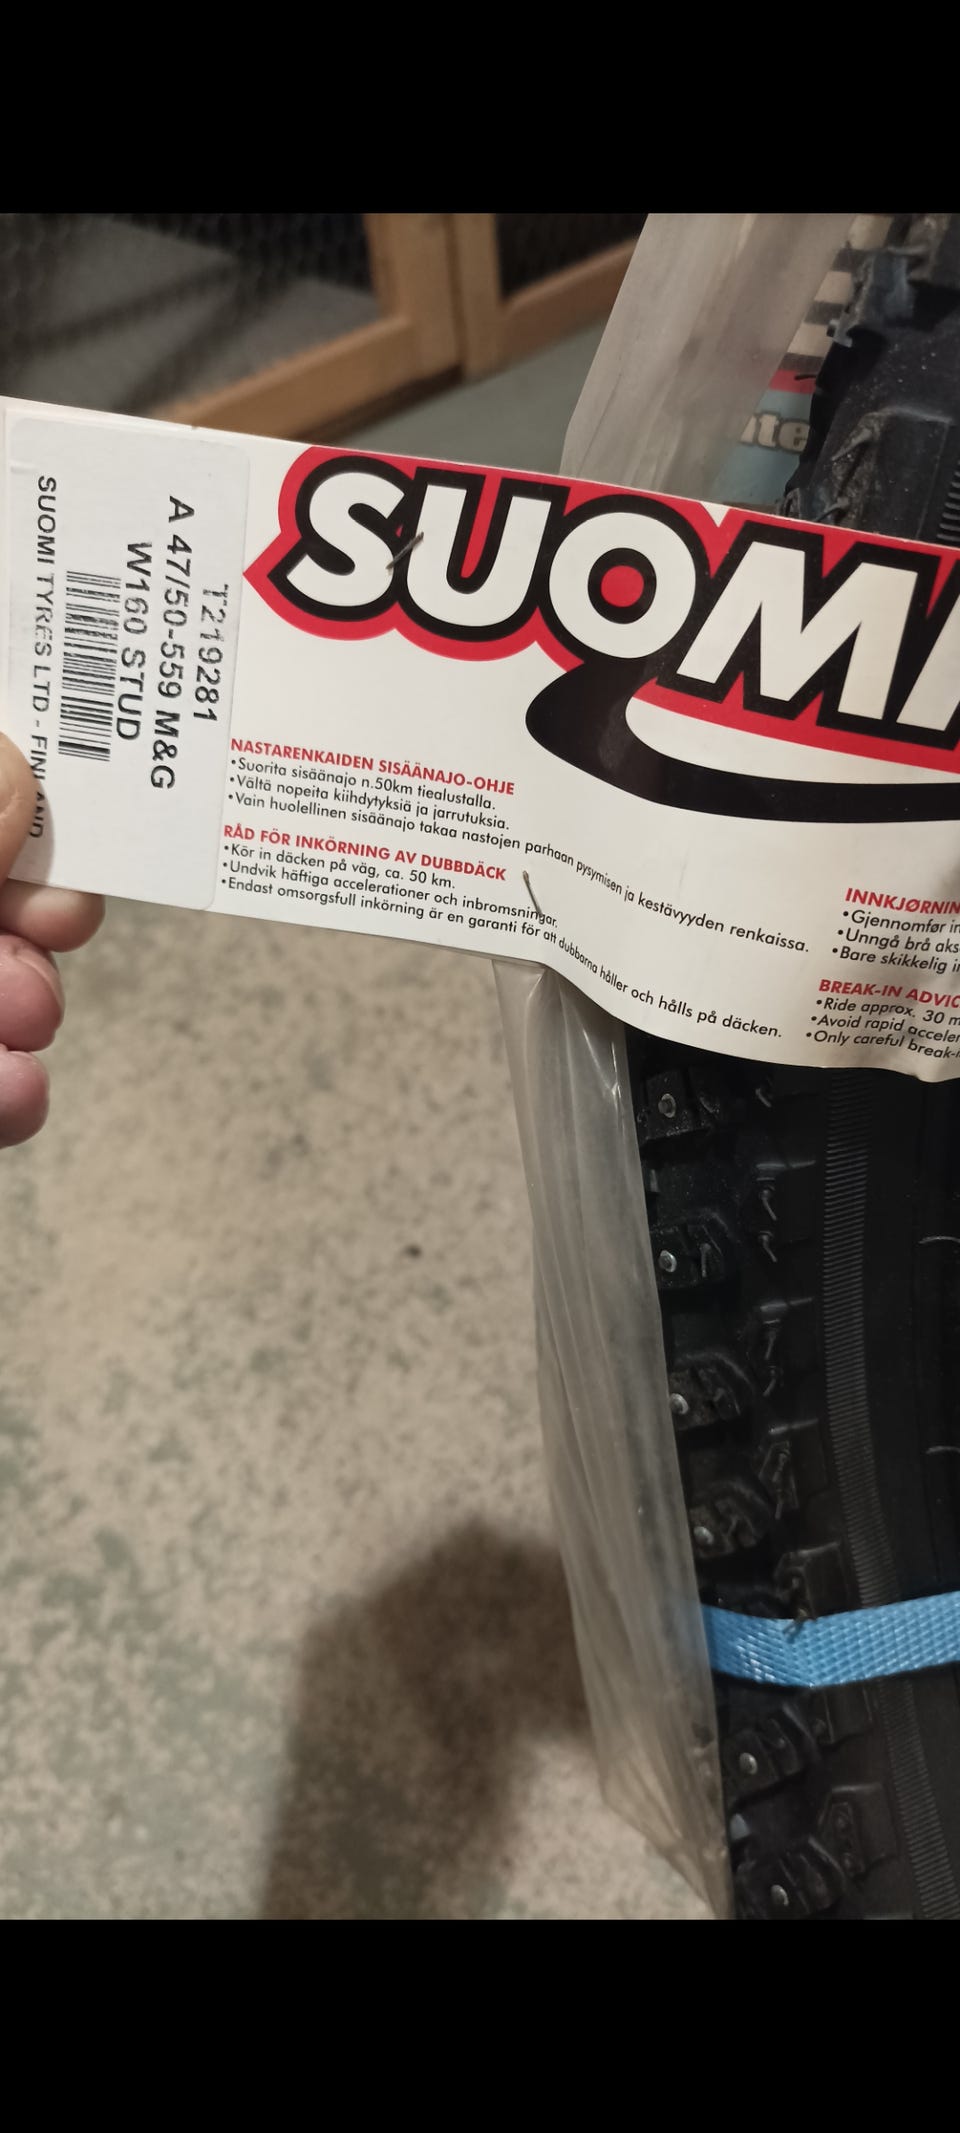 T219281
A 47/50-559 M&G
W160 STUD
SUOMI TYRES LTD - FINLAND
SUOMI
NASTARENKAIDEN SISÄÄNAJO-OHJE
•Suorita sisäänajo n.50km tiealustalla.
•Vältä nopeita kiihdytyksiä ja jarrutuksia.
•Vain huolellinen sisäänajo takaa nastojen parhaan pysymisen ja kestävyyden renkaissa.
RÅD FÖR INKÖRNING AV DUBBDÄCK
•Kör in däcken på väg, ca. 50 km.
•Undvik häftiga accelerationer och inbromsningar.
•Endast omsorgsfull inkörning är en garanti för att dubbarna håller och hålls på däcken.
INNKJØRNIN
•Gjennomfør in
•Unngå brå aks
•Bare skikkelig i
BREAK-IN ADVIC
•Ride approx. 30 m
•Avoid rapid acceler
•Only careful break-